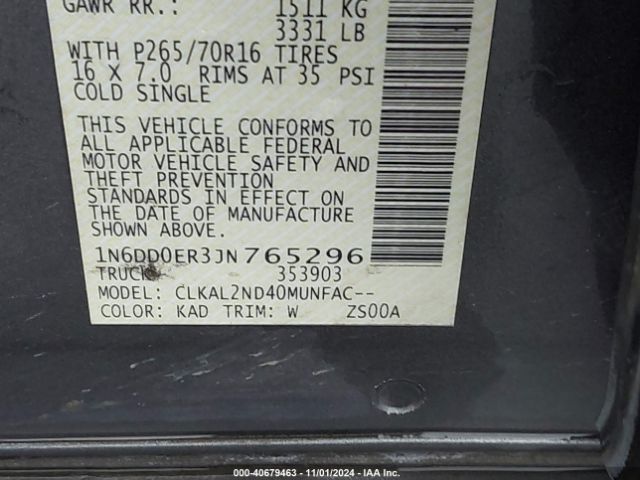 GAWR RR.: 1511 KG
3331 LB
WITH P265/70R16 TIRES
16 X 7.0 RIMS AT 35 PSI
COLD SINGLE
THIS VEHICLE CONFORMS TO
ALL APPLICABLE FEDERAL
MOTOR VEHICLE SAFETY AND
THEFT PREVENTION
STANDARDS IN EFFECT ON
THE DATE OF MANUFACTURE
SHOWN ABOVE.
1N6DD0ER3JN765296
TRUCK 353903
MODEL: CLKAL2ND40MUNFAC--
COLOR: KAD TRIM: W ZS00A
000-40679463 - 11/01/2024 - IAA Inc.